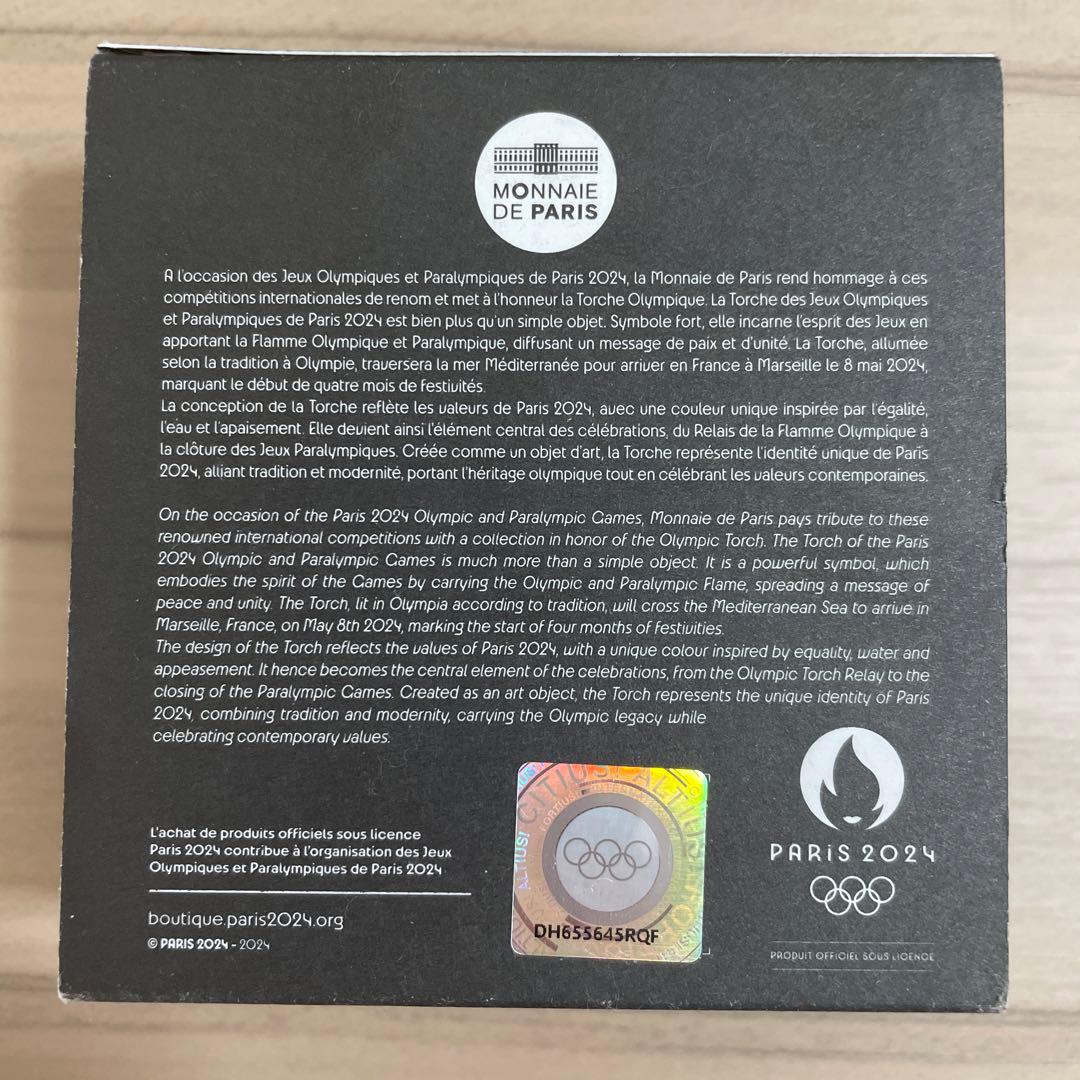 MONNAIE
DE PARIS
A l'occasion des Jeux Olympiques et Paralympiques de Paris 2024, la Monnaie de Paris rend hommage à ces
compétitions internationales de renom et met à l'honneur la Torche Olympique. La Torche des Jeux Olympiques
et Paralympiques de Paris 2024 est bien plus qu'un simple objet. Symbole fort, elle incarne l'esprit des Jeux en
apportant la Flamme Olympique et Paralympique, diffusant un message de paix et d'unité. La Torche, allumée
selon la tradition à Olympie, traversera la mer Méditerranée pour arriver en France à Marseille le 8 mai 2024,
marquant le début de quatre mois de festivités.
La conception de la Torche reflète les valeurs de Paris 2024, avec une couleur unique inspirée par l'égalité,
l'eau et l'apaisement. Elle devient ainsi l'élément central des célébrations, du Relais de la Flamme Olympique à
la clôture des Jeux Paralympiques. Créée comme un objet d'art, la Torche représente l'identité unique de Paris
2024, alliant tradition et modernité, portant l'héritage olympique tout en célébrant les valeurs contemporaines.
On the occasion of the Paris 2024 Olympic and Paralympic Games, Monnaie de Paris pays tribute to these
renowned international competitions with a collection in honor of the Olympic Torch. The Torch of the Paris
2024 Olympic and Paralympic Games is much more than a simple object. It is a powerful symbol, which
embodies the spirit of the Games by carrying the Olympic and Paralympic Flame, spreading a message of
peace and unity. The Torch, lit in Olympia according to tradition, will cross the Mediterranean Sea to arrive in
Marseille, France, on May 8th 2024, marking the start of four months of festivities.
The design of the Torch reflects the values of Paris 2024, with a unique colour inspired by equality, water and
appeasement. It hence becomes the central element of the celebrations, from the Olympic Torch Relay to the
closing of the Paralympic Games. Created as an art object, the Torch represents the unique identity of Paris
2024, combining tradition and modernity, carrying the Olympic legacy while
celebrating contemporary values.
L'achat de produits officiels sous licence
Paris 2024 contribue à l'organisation des Jeux
Olympiques et Paralympiques de Paris 2024
boutique.paris2024.org
© PARIS 2024 - 2024
CITIUS! ALTIUS!
ALTIUS!
DH655645RQF
PARIS 2024
PRODUIT OFFICIEL SOUS LICENCE